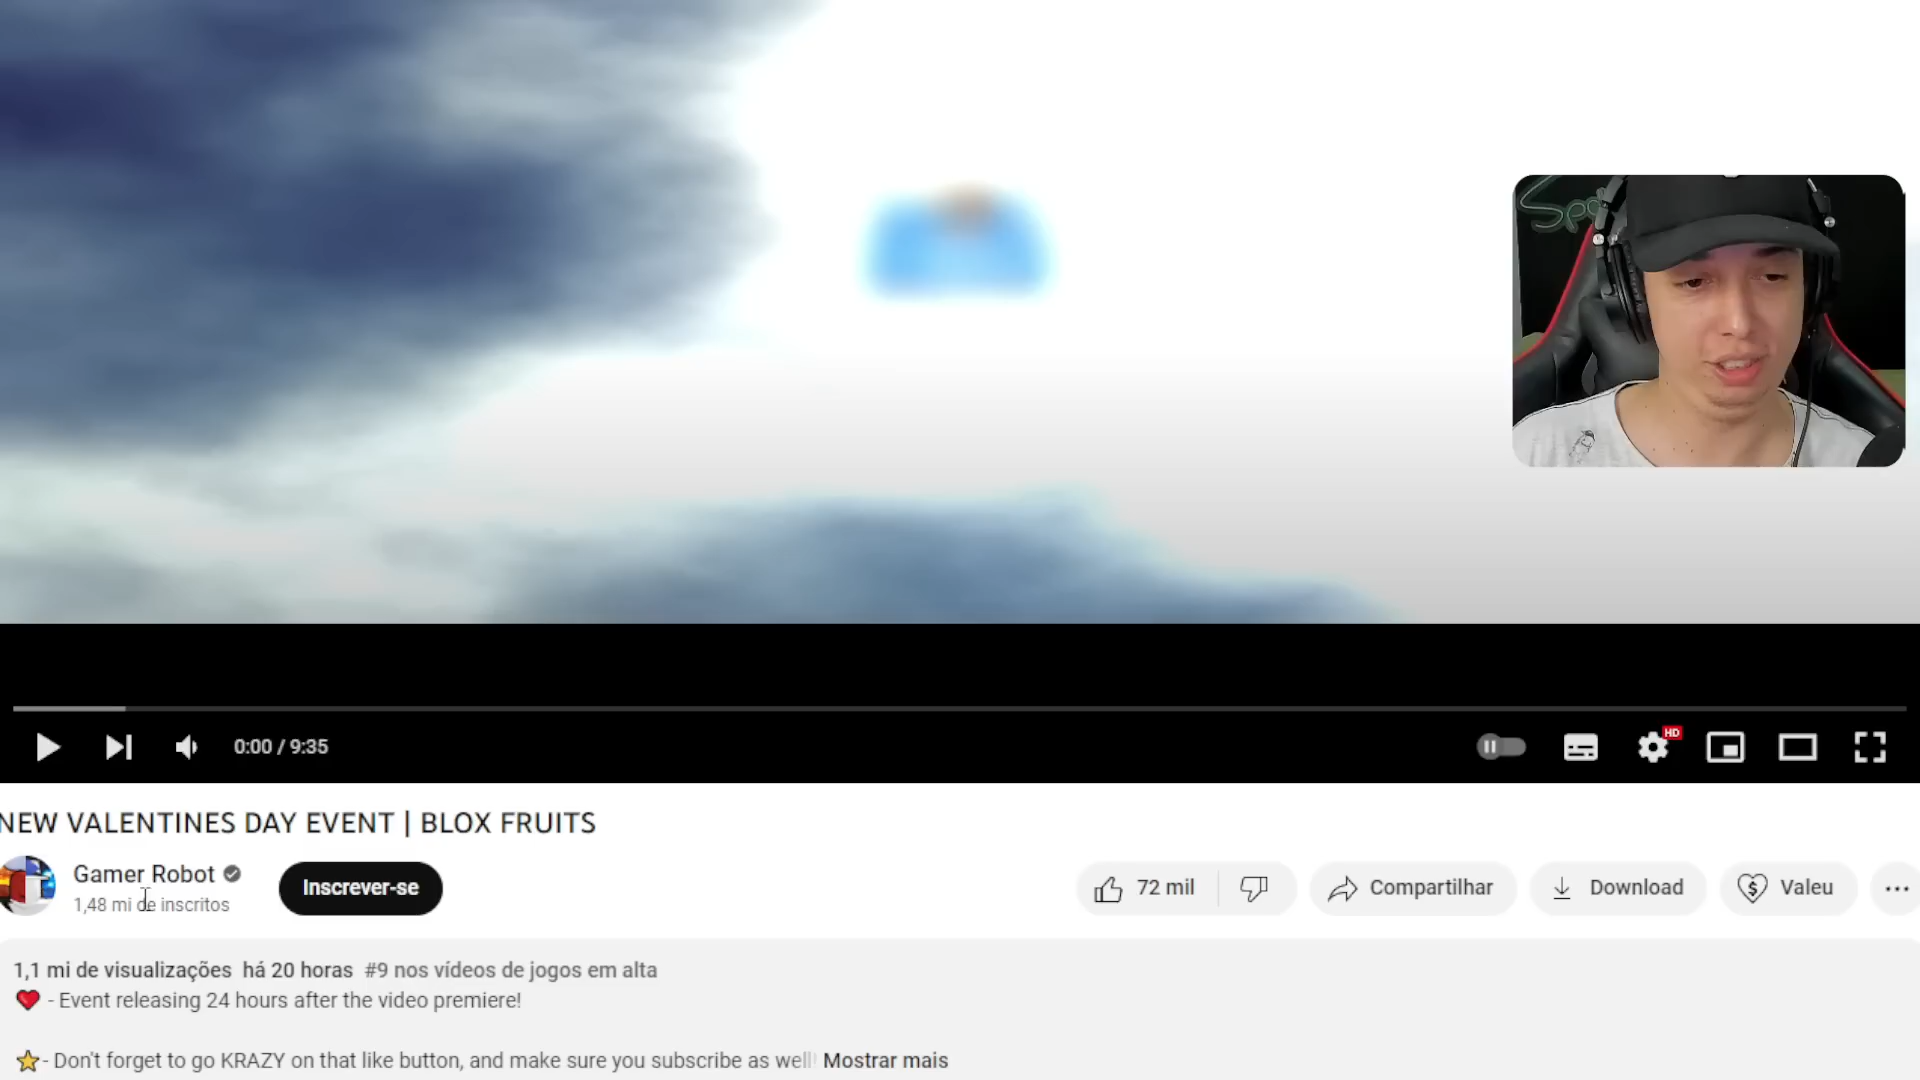 HD
0:00 / 9:35
NEW VALENTINES DAY EVENT | BLOX FRUITS
Gamer Robot
1,48 mi de inscritos
Inscrever-se
72 mil
Compartilhar
Download
Valeu
1,1 mi de visualizações há 20 horas #9 nos vídeos de jogos em alta
❤️ - Event releasing 24 hours after the video premiere!
⭐- Don't forget to go KRAZY on that like button, and make sure you subscribe as well! Mostrar mais